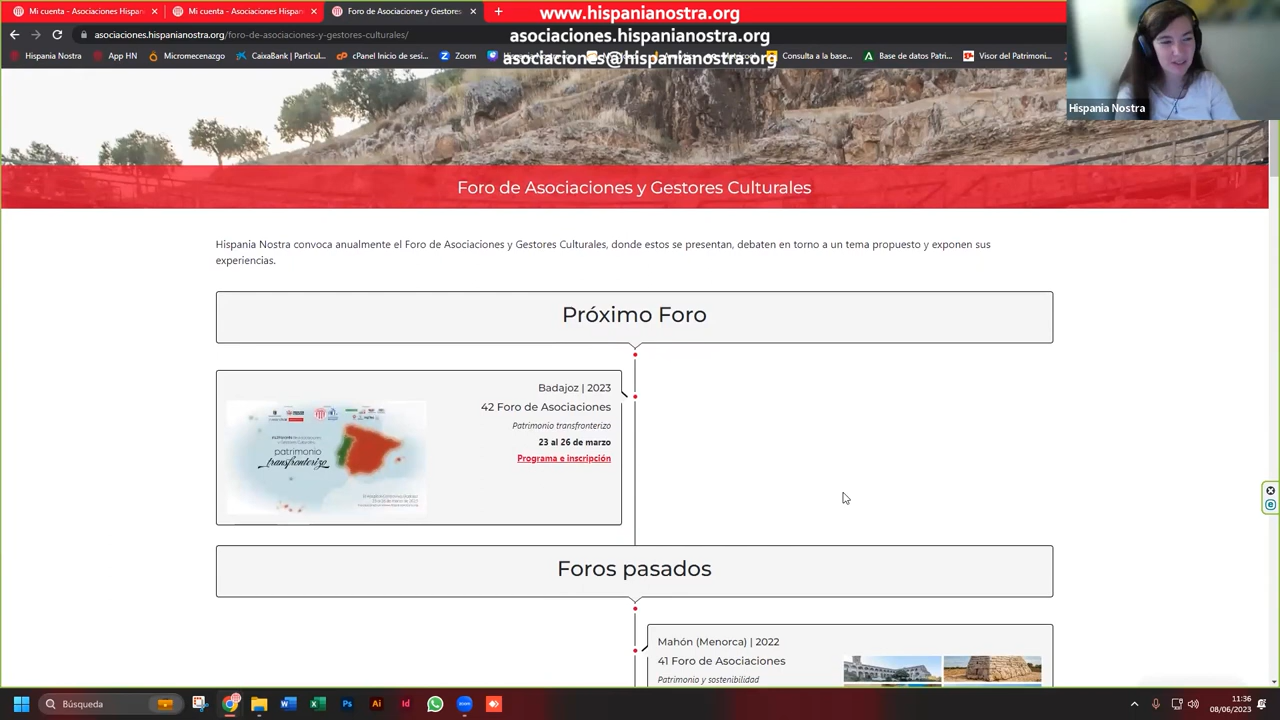 Mi cuenta - Asociaciones Hispani
Mi cuenta - Asociaciones Hispan
Foro de Asociaciones y Gestores
www.hispanianostra.org
asociaciones.hispanianostra.org/foro-de-asociaciones-y-gestores-culturales/
asociaciones.hispanianostra.org
Hispania Nostra
App HN
Micromecenazgo
CaixaBank | Particul...
cPanel Inicio de sesi...
Zoom
asociaciones@hispanianostra.org
Consulta a la base...
Base de datos Patri...
Visor del Patrimoni...
Hispania Nostra
Foro de Asociaciones y Gestores Culturales
Hispania Nostra convoca anualmente el Foro de Asociaciones y Gestores Culturales, donde estos se presentan, debaten en torno a un tema propuesto y exponen sus
experiencias.
Próximo Foro
Badajoz | 2023
42 Foro de Asociaciones
Patrimonio transfronterizo
23 al 26 de marzo
Programa e inscripción
patrimonio
transfronterizo
Foros pasados
Mahón (Menorca) | 2022
41 Foro de Asociaciones
Patrimonio y sostenibilidad
Búsqueda
11:36
08/06/2023